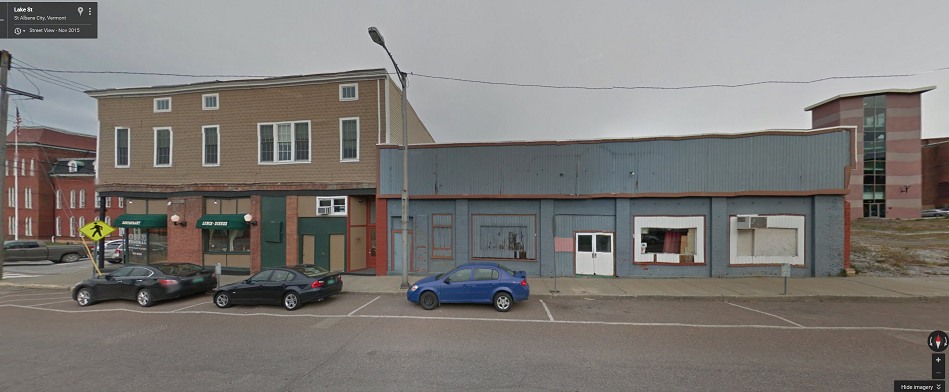 Lake St
St Albans City, Vermont
Street View - Nov 2015
RESTAURANT
LUNCH - DINNER
Hide imagery